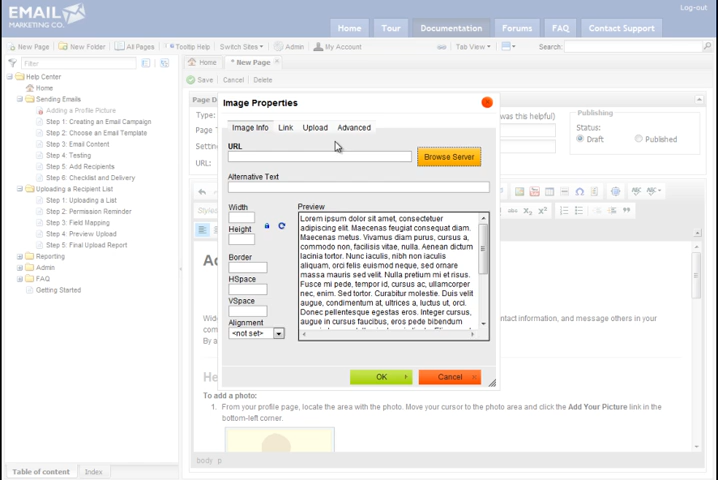 EMAIL
MARKETING CO.
Log-out
Home
Tour
Documentation
Forums
FAQ
Contact Support
New Page
New Folder
All Pages
Tooltip Help
Switch Sites
Admin
My Account
Tab View
Search:
Filter
Home
* New Page
Save
Cancel
Delete
Help Center
Home
Sending Emails
Adding a Profile Picture
Step 1: Creating an Email Campaign
Step 2: Choose an Email Template
Step 3: Email Content
Step 4: Testing
Step 5: Add Recipients
Step 6: Checklist and Delivery
Uploading a Recipient List
Step 1: Uploading a List
Step 2: Permission Reminder
Step 3: Field Mapping
Step 4: Preview Upload
Step 5: Final Upload Report
Reporting
Admin
FAQ
Getting Started
Table of content
Index
Page D
Type:
Page T
Setting
URL:
was this helpful)
Publishing
Status:
Draft
Published
Styles
Image Properties
Image Info
Link
Upload
Advanced
URL
Browse Server
Alternative Text
Width
Height
Border
HSpace
VSpace
Alignment
<not set>
Preview
Lorem ipsum dolor sit amet, consectetuer
adipiscing elit. Maecenas feugiat consequat diam.
Maecenas metus. Vivamus diam purus, cursus a,
commodo non, facilisis vitae, nulla. Aenean dictum
lacinia tortor. Nunc iaculis, nibh non iaculis
aliquam, orci felis euismod neque, sed ornare
massa mauris sed velit. Nulla pretium mi et risus.
Fusce mi pede, tempor id, cursus ac, ullamcorper
nec, enim. Sed tortor. Curabitur molestie. Duis velit
augue, condimentum at, ultrices a, luctus ut, orci.
Donec pellentesque egestas eros. Integer cursus,
augue in cursus faucibus, eros pede bibendum
OK
Cancel
Ad
Wide
com
By a
ntact information, and message others in your
He
To add a photo:
1. From your profile page, locate the area with the photo. Move your cursor to the photo area and click the Add Your Picture link in the
bottom-left corner.
body p